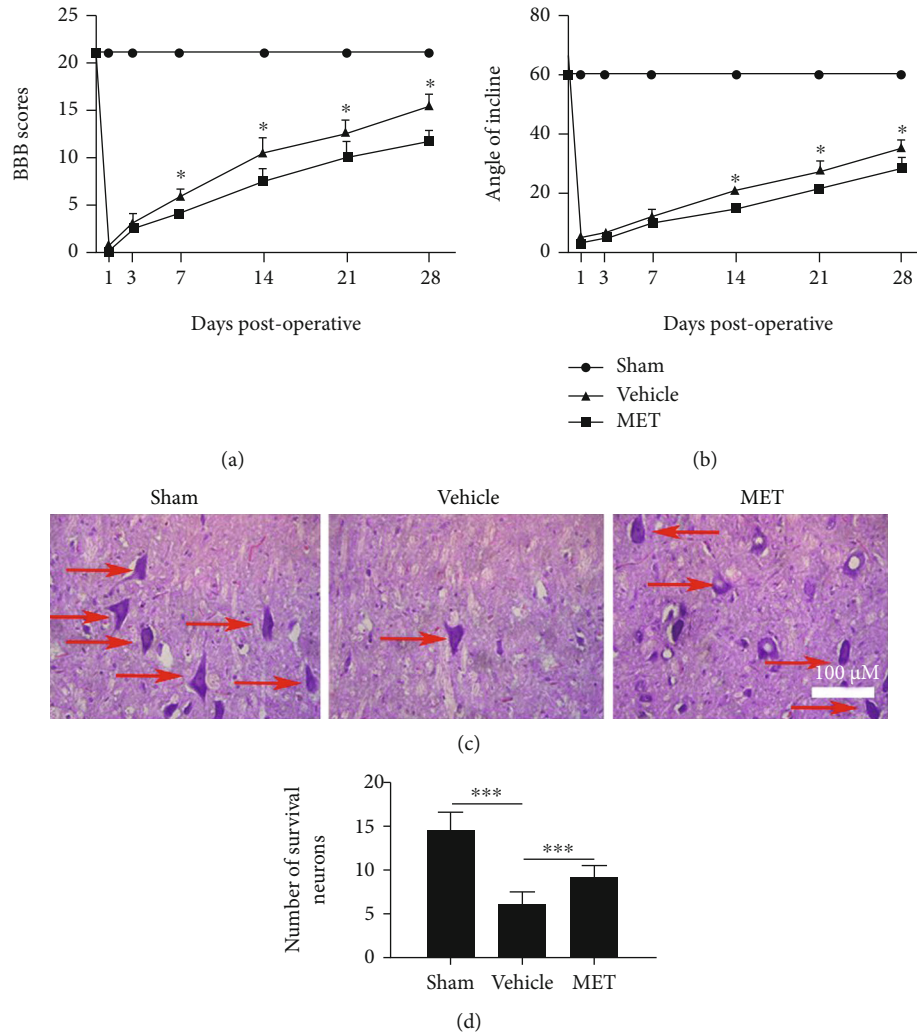 25
20
15
10
5
0
BBB scores
*
*
*
*
1 3 7 14 21 28
Days post-operative
(a)
80
60
40
20
0
Angle of incline
*
*
*
1 3 7 14 21 28
Days post-operative
Sham
Vehicle
MET
(b)
Sham Vehicle MET
100 μM
(c)
20
15
10
5
0
Number of survival
neurons
***
***
Sham Vehicle MET
(d)